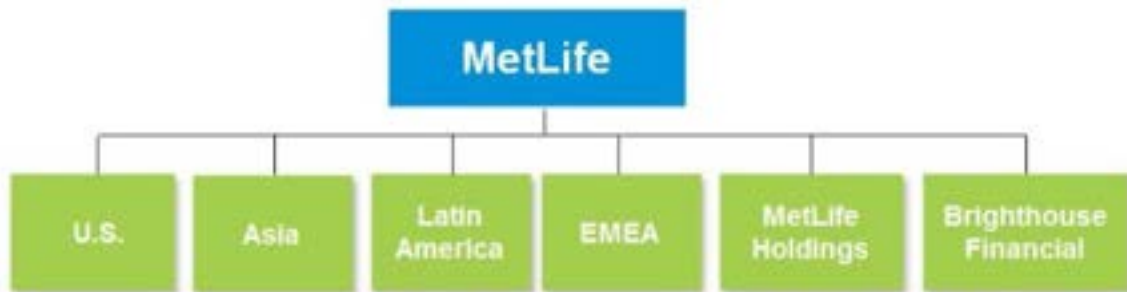 MetLife
U.S.
Asia
Latin
America
EMEA
MetLife
Holdings
Brighthouse
Financial